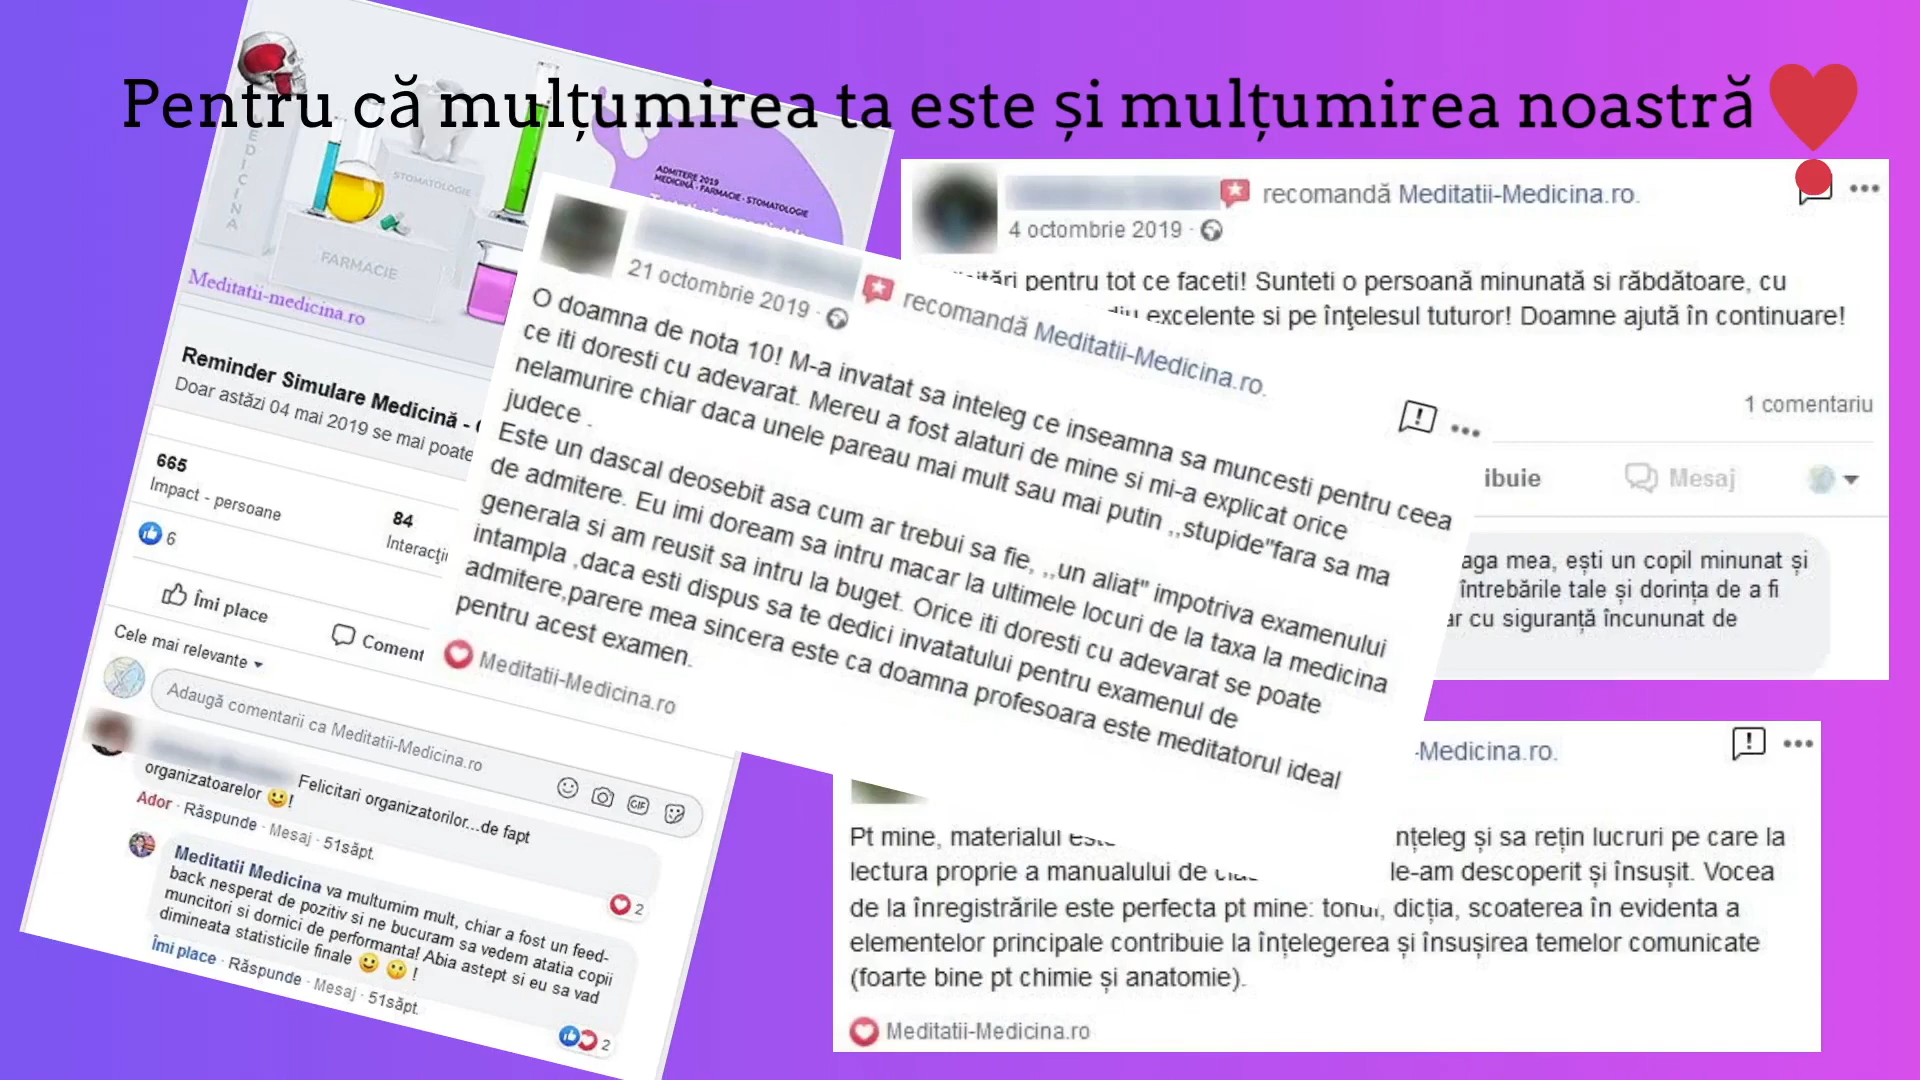 Pentru că mulțumirea ta este și mulțumirea noastră
MEDICINA
STOMATOLOGIE
FARMACIE
ADMITERE 2019
MEDICINĂ - FARMACIE - STOMATOLOGIE
Meditatii-medicina.ro
Reminder Simulare Medicină -
Doar astăzi 04 mai 2019 se mai poate
665
Impact - persoane
84
6
Îmi place
Coment
Cele mai relevante
Adaugă comentarii ca Meditatii-Medicina.ro
GIF
Felicitari organizatorilor...de fapt
organizatoarelor !
Ador · Răspunde · Mesaj · 51săpt.
2
Meditatii Medicina va multumim mult, chiar a fost un feed-
back nesperat de pozitiv si ne bucuram sa vedem atatia copii
muncitori si dornici de performanta! Abia astept si eu sa vad
dimineata statisticile finale !
Îmi place · Răspunde · Mesaj · 51săpt.
2
recomandă Meditatii-Medicina.ro.
21 octombrie 2019 ·
O doamna de nota 10! M-a invatat sa inteleg ce inseamna sa muncesti pentru ceea
ce iti doresti cu adevarat. Mereu a fost alaturi de mine si mi-a explicat orice
nelamurire chiar daca unele pareau mai mult sau mai putin ,,stupide"fara sa ma
judece .
Este un dascal deosebit asa cum ar trebui sa fie, ,,un aliat" impotriva examenului
de admitere. Eu imi doream sa intru macar la ultimele locuri de la taxa la medicina
generala si am reusit sa intru la buget. Orice iti doresti cu adevarat se poate
intampla ,daca esti dispus sa te dedici invatatului pentru examenul de
admitere,parere mea sincera este ca doamna profesoara este meditatorul ideal
pentru acest examen.
Meditatii-Medicina.ro
recomandă Meditatii-Medicina.ro.
4 octombrie 2019 ·
pentru tot ce faceti! Sunteti o persoană minunată si răbdătoare, cu
excelente si pe înţelesul tuturor! Doamne ajută în continuare!
1 comentariu
ibuie
Mesaj
aga mea, ești un copil minunat și
întrebările tale și dorința de a fi
ar cu siguranță încununat de
-Medicina.ro.
Pt mine, materialul este nțeleg și sa rețin lucruri pe care la
lectura proprie a manualului de le-am descoperit și însușit. Vocea
de la înregistrările este perfecta pt mine: tonul, dicția, scoaterea în evidenta a
elementelor principale contribuie la înțelegerea și însușirea temelor comunicate
(foarte bine pt chimie și anatomie).
Meditatii-Medicina.ro